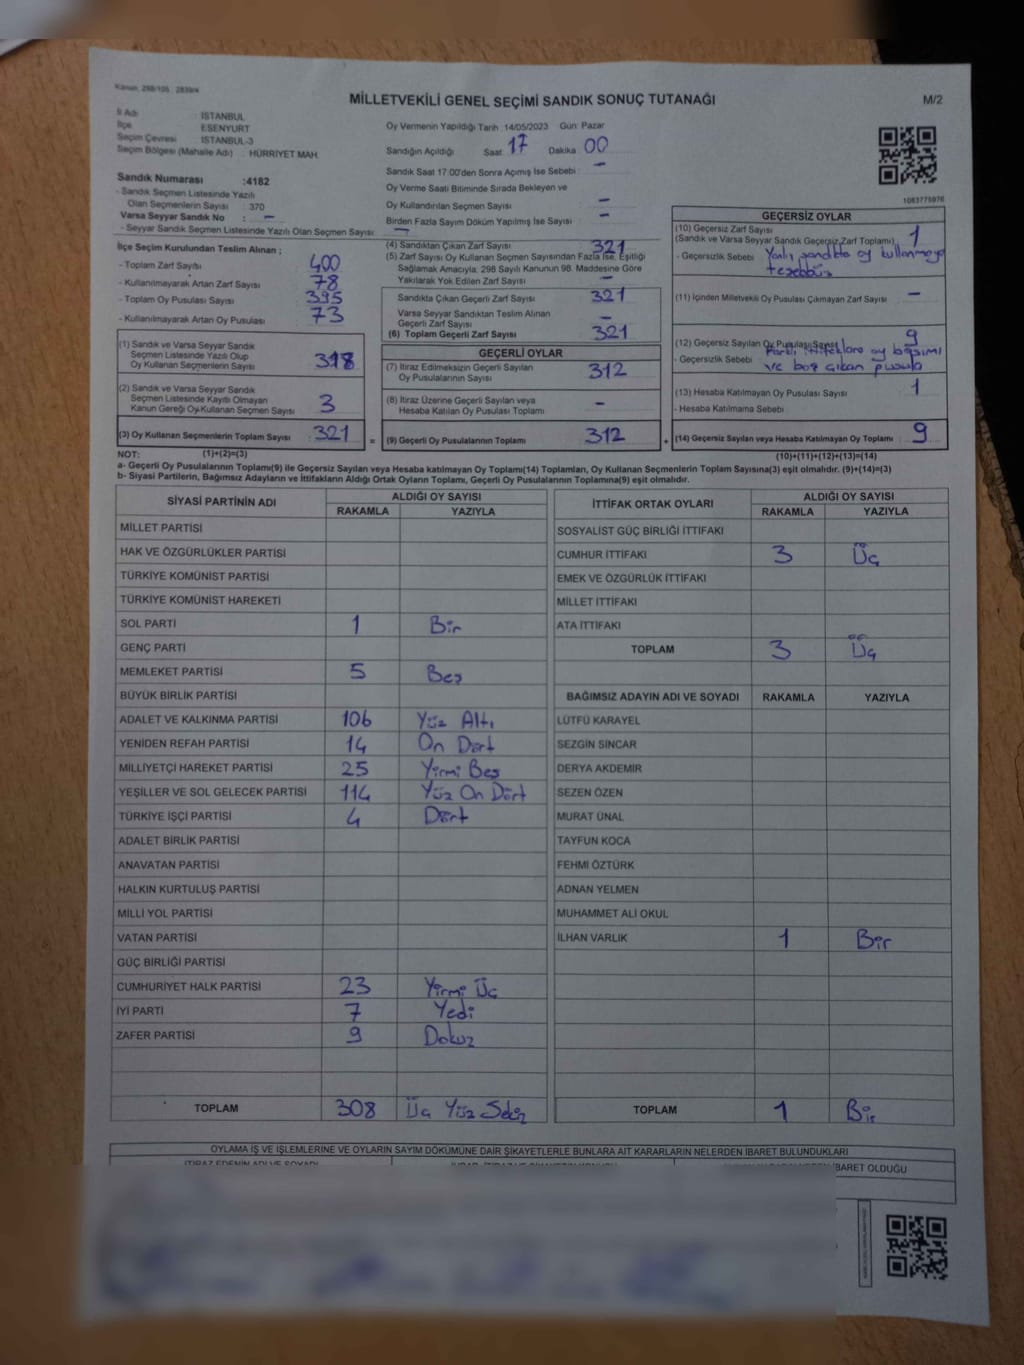 Kanun, 298/105
MİLLETVEKİLİ GENEL SEÇİMİ SANDIK SONUÇ TUTANAĞI
M/2
İl Adı : İSTANBUL
İlçe : ESENYURT
Seçim Çevresi : İSTANBUL-3
Seçim Bölgesi (Mahalle Adı) : HÜRRİYET MAH.
Oy Vermenin Yapıldığı Tarih :14/05/2023 Gün: Pazar
Sandığın Açıldığı Saat: 17 Dakika 00
Sandık Saat 17:00'den Sonra Açımış İse Sebebi : -
Oy Verme Saati Bitiminde Sırada Bekleyen ve
Oy Kullandırılan Seçmen Sayısı : -
Birden Fazla Sayım Döküm Yapılmış İse Sayısı : -
Sandık Numarası :4182
- Sandık Seçmen Listesinde Yazılı
Olan Seçmenlerin Sayısı : 370
Varsa Seyyar Sandık No : -
- Seyyar Sandık Seçmen Listesinde Yazılı Olan Seçmen Sayısı : -
İlçe Seçim Kurulundan Teslim Alınan ;
- Toplam Zarf Sayısı : 400
- Kullanılmayarak Artan Zarf Sayısı : 78
- Toplam Oy Pusulası Sayısı : 395
- Kullanılmayarak Artan Oy Pusulası : 73
(4) Sandıktan Çıkan Zarf Sayısı 321
(5) Zarf Sayısı Oy Kullanan Seçmen Sayısından Fazla İse, Eşitliği
Sağlamak Amacıyla, 298 Sayılı Kanunun 98. Maddesine Göre
Yakılarak Yok Edilen Zarf Sayısı : -
Sandıkta Çıkan Geçerli Zarf Sayısı : 321
Varsa Seyyar Sandıktan Teslim Alınan
Geçerli Zarf Sayısı : -
(6) Toplam Geçerli Zarf Sayısı : 321
1083775076
GEÇERSİZ OYLAR
(10) Geçersiz Zarf Sayısı : 1
(Sandık ve Varsa Seyyar Sandık Geçersiz Zarf Toplamı)
- Geçersizlik Sebebi : Yanlış sandıkta oy kullanmaya
teşebbüs
(11) İçinden Milletvekili Oy Pusulası Çıkmayan Zarf Sayısı : -
(12) Geçersiz Sayılan Oy Pusulası Sayısı : 9
- Geçersizlik Sebebi : Farklı ittifaklara oy basımı
ve boş çıkan pusula
(13) Hesaba Katılmayan Oy Pusulası Sayısı : 1
- Hesaba Katılmama Sebebi :
(14) Geçersiz Sayılan veya Hesaba Katılmayan Oy Toplamı : 9
(10)+(11)+(12)+(13)=(14)
(1) Sandık ve Varsa Seyyar Sandık
Seçmen Listesinde Yazılı Olup
Oy Kullanan Seçmenlerin Sayısı : 318
(2) Sandık ve Varsa Seyyar Sandık
Seçmen Listesinde Kayıtlı Olmayan
Kanun Gereği Oy Kullanan Seçmen Sayısı : 3
(3) Oy Kullanan Seçmenlerin Toplam Sayısı : 321 =
GEÇERLİ OYLAR
(7) İtiraz Edilmeksizin Geçerli Sayılan
Oy Pusulalarının Sayısı : 312
(8) İtiraz Üzerine Geçerli Sayılan veya
Hesaba Katılan Oy Pusulası Toplamı : -
(9) Geçerli Oy Pusulalarının Toplamı : 312 +
NOT: (1)+(2)=(3)
a- Geçerli Oy Pusulalarının Toplamı(9) ile Geçersiz Sayılan veya Hesaba katılmayan Oy Toplamı(14) Toplamları, Oy Kullanan Seçmenlerin Toplam Sayısına(3) eşit olmalıdır. (9)+(14)=(3)
b- Siyasi Partilerin, Bağımsız Adayların ve İttifakların Aldığı Ortak Oyların Toplamı, Geçerli Oy Pusulalarının Toplamına(9) eşit olmalıdır.
SİYASİ PARTİNİN ADI ALDIĞI OY SAYISI
RAKAMLA YAZIYLA
MİLLET PARTİSİ
HAK VE ÖZGÜRLÜKLER PARTİSİ
TÜRKİYE KOMÜNİST PARTİSİ
TÜRKİYE KOMÜNİST HAREKETİ
SOL PARTİ 1 Bir
GENÇ PARTİ
MEMLEKET PARTİSİ 5 Beş
BÜYÜK BİRLİK PARTİSİ
ADALET VE KALKINMA PARTİSİ 106 Yüz Altı
YENİDEN REFAH PARTİSİ 14 On Dört
MİLLİYETÇİ HAREKET PARTİSİ 25 Yirmi Beş
YEŞİLLER VE SOL GELECEK PARTİSİ 114 Yüz On Dört
TÜRKİYE İŞÇİ PARTİSİ 4 Dört
ADALET BİRLİK PARTİSİ
ANAVATAN PARTİSİ
HALKIN KURTULUŞ PARTİSİ
MİLLİ YOL PARTİSİ
VATAN PARTİSİ
GÜÇ BİRLİĞİ PARTİSİ
CUMHURİYET HALK PARTİSİ 23 Yirmi Üç
İYİ PARTİ 7 Yedi
ZAFER PARTİSİ 9 Dokuz
TOPLAM 308 Üç Yüz Sekiz
İTTİFAK ORTAK OYLARI ALDIĞI OY SAYISI
RAKAMLA YAZIYLA
SOSYALİST GÜÇ BİRLİĞİ İTTİFAKI
CUMHUR İTTİFAKI 3 Üç
EMEK VE ÖZGÜRLÜK İTTİFAKI
MİLLET İTTİFAKI
ATA İTTİFAKI
TOPLAM 3 Üç
BAĞIMSIZ ADAYIN ADI VE SOYADI RAKAMLA YAZIYLA
LÜTFÜ KARAYEL
SEZGİN SİNCAR
DERYA AKDEMİR
SEZEN ÖZEN
MURAT ÜNAL
TAYFUN KOCA
FEHMİ ÖZTÜRK
ADNAN YELMEN
MUHAMMET ALİ OKUL
İLHAN VARLIK 1 Bir
TOPLAM 1 Bir
OYLAMA İŞ VE İŞLEMLERİNE VE OYLARIN SAYIM DÖKÜMÜNE DAİR ŞİKAYETLERLE BUNLARA AİT KARARLARIN NELERDEN İBARET BULUNDUKLARI
İTİRAZ EDENİN ADI VE SOYADI
İBARET OLDUĞU